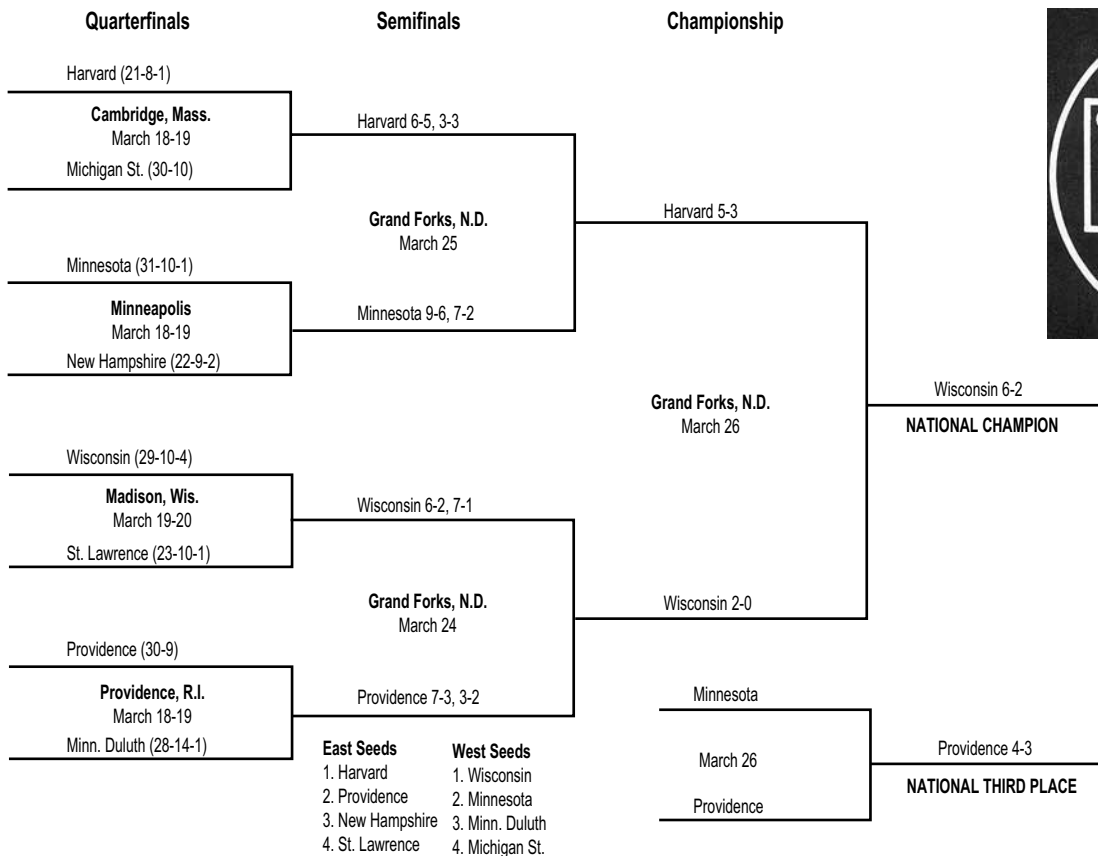 Quarterfinals
Semifinals
Championship
Harvard (21-8-1)
Cambridge, Mass.
March 18-19
Michigan St. (30-10)
Minnesota (31-10-1)
Minneapolis
March 18-19
New Hampshire (22-9-2)
Wisconsin (29-10-4)
Madison, Wis.
March 19-20
St. Lawrence (23-10-1)
Providence (30-9)
Providence, R.I.
March 18-19
Minn. Duluth (28-14-1)
Harvard 6-5, 3-3
Grand Forks, N.D.
March 25
Minnesota 9-6, 7-2
Wisconsin 6-2, 7-1
Grand Forks, N.D.
March 24
Providence 7-3, 3-2
East Seeds
1. Harvard
2. Providence
3. New Hampshire
4. St. Lawrence
West Seeds
1. Wisconsin
2. Minnesota
3. Minn. Duluth
4. Michigan St.
Harvard 5-3
Grand Forks, N.D.
March 26
Wisconsin 2-0
Wisconsin 6-2
NATIONAL CHAMPION
Minnesota
March 26
Providence
Providence 4-3
NATIONAL THIRD PLACE